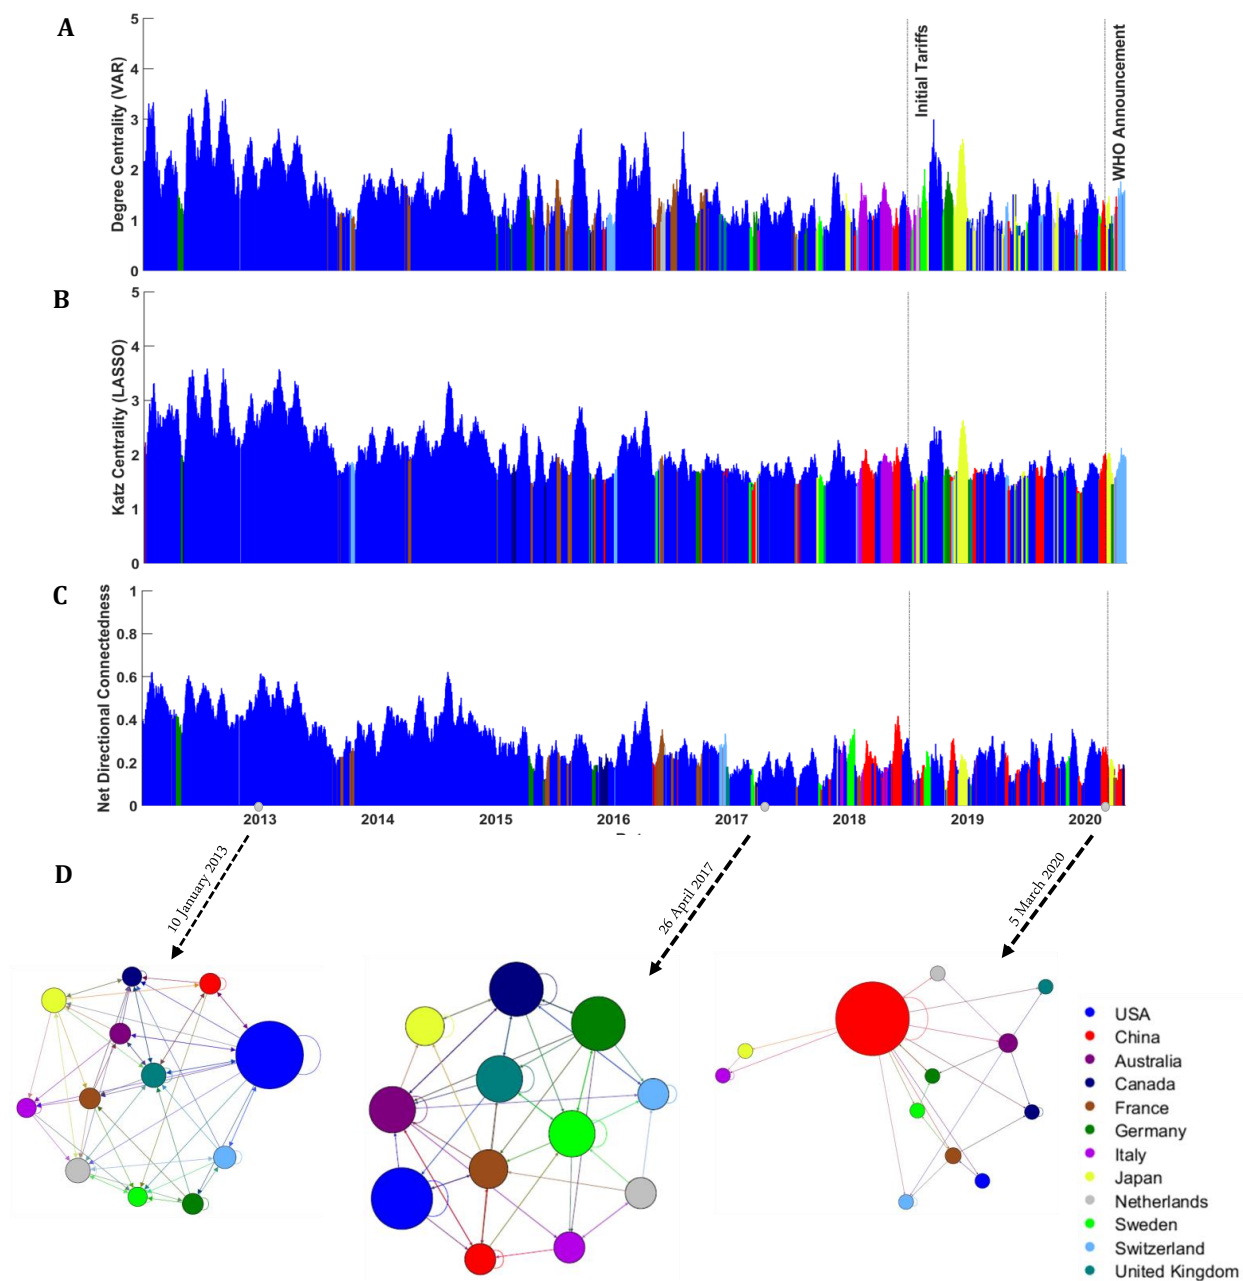 A
Degree Centrality (VAR)
5
4
3
2
1
0
Initial Tariffs
WHO Announcement
B
Katz Centrality (LASSO)
5
4
3
2
1
0
C
Net Directional Connectedness
1
0.8
0.6
0.4
0.2
0
2013 2014 2015 2016 2017 2018 2019 2020
D
10 January 2013
26 April 2017
5 March 2020
USA
China
Australia
Canada
France
Germany
Italy
Japan
Netherlands
Sweden
Switzerland
United Kingdom